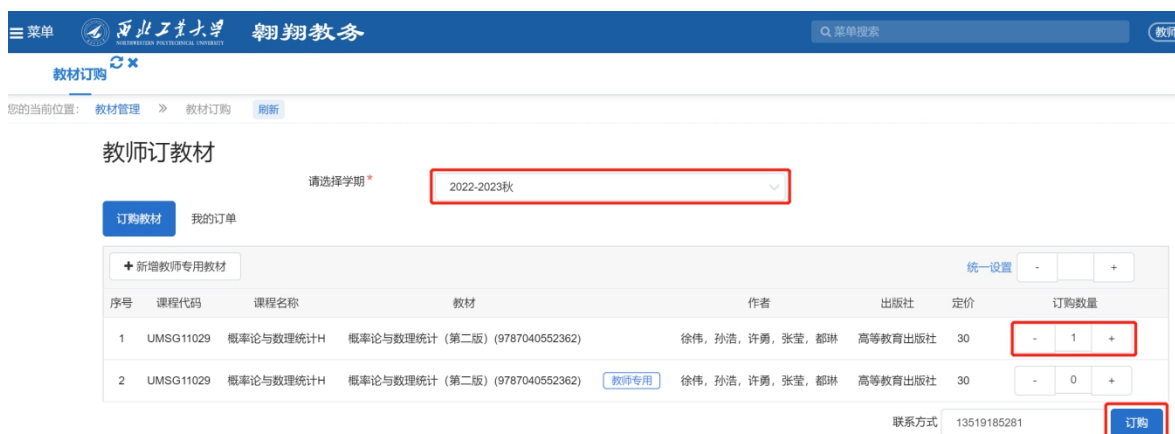 菜单 西北工业大学 翱翔教务 菜单搜索 教师
NORTHWESTERN POLYTECHNICAL UNIVERSITY
教材订购
您的当前位置： 教材管理 » 教材订购 刷新
教师订教材
请选择学期* 2022-2023秋
订购教材 我的订单
+新增教师专用教材 统一设置 - +
序号 课程代码 课程名称 教材 作者 出版社 定价 订购数量
1 UMSG11029 概率论与数理统计H 概率论与数理统计（第二版）(9787040552362) 徐伟，孙浩，许勇，张莹，都琳 高等教育出版社 30 - 1 +
2 UMSG11029 概率论与数理统计H 概率论与数理统计（第二版）(9787040552362) 教师专用 徐伟，孙浩，许勇，张莹，都琳 高等教育出版社 30 - 0 +
联系方式 13519185281 订购